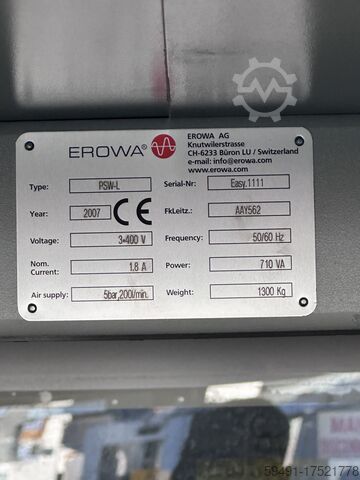 EROWA®
EROWA AG
Knutwilerstrasse
CH-6233 Büron LU / Switzerland
e-mail: info@erowa.com
www.erowa.com
Type: PSW-L
Serial-Nr: Easy.1111
Year: 2007 CE
FkLeitz.: AAY562
Voltage: 3×400 V
Frequency: 50/60 Hz
Nom. Current: 1.8 A
Power: 710 VA
Air supply: 5bar,200l/min.
Weight: 1300 Kg
59491-17521778